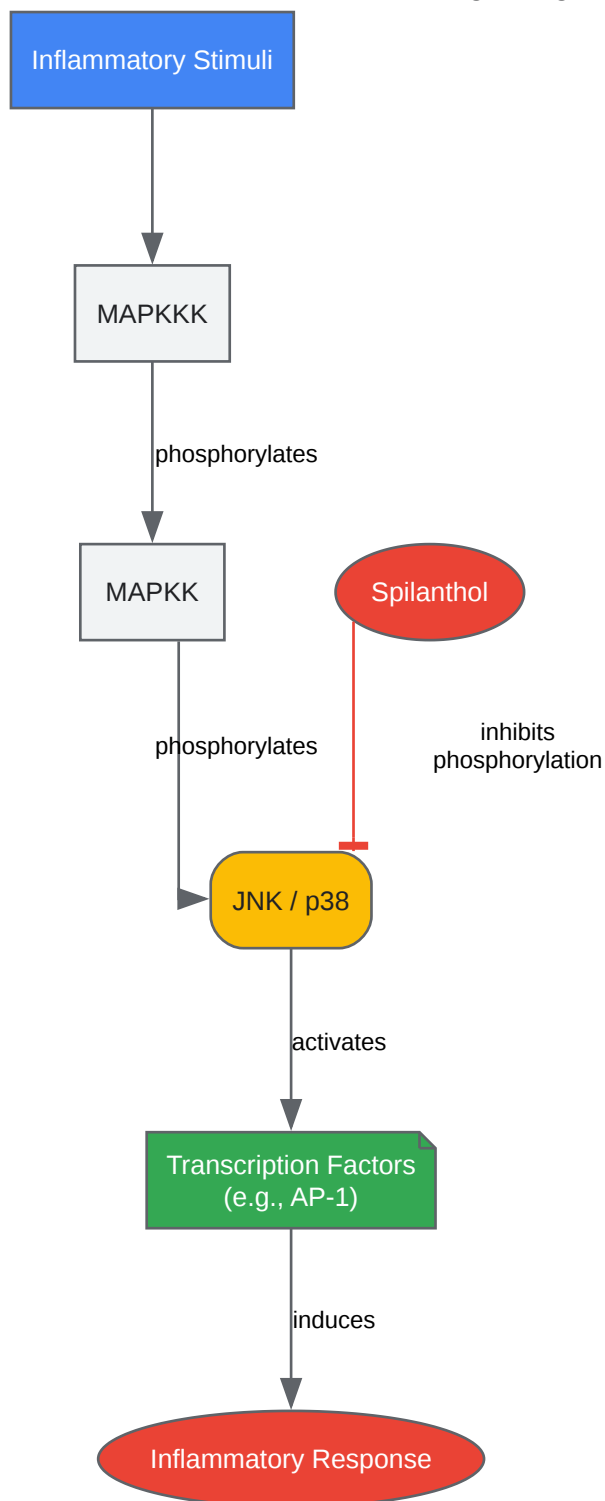 Inflammatory Stimuli
MAPKKK
phosphorylates
MAPKK
Spilanthol
phosphorylates
inhibits
phosphorylation
JNK / p38
activates
Transcription Factors
(e.g., AP-1)
induces
Inflammatory Response